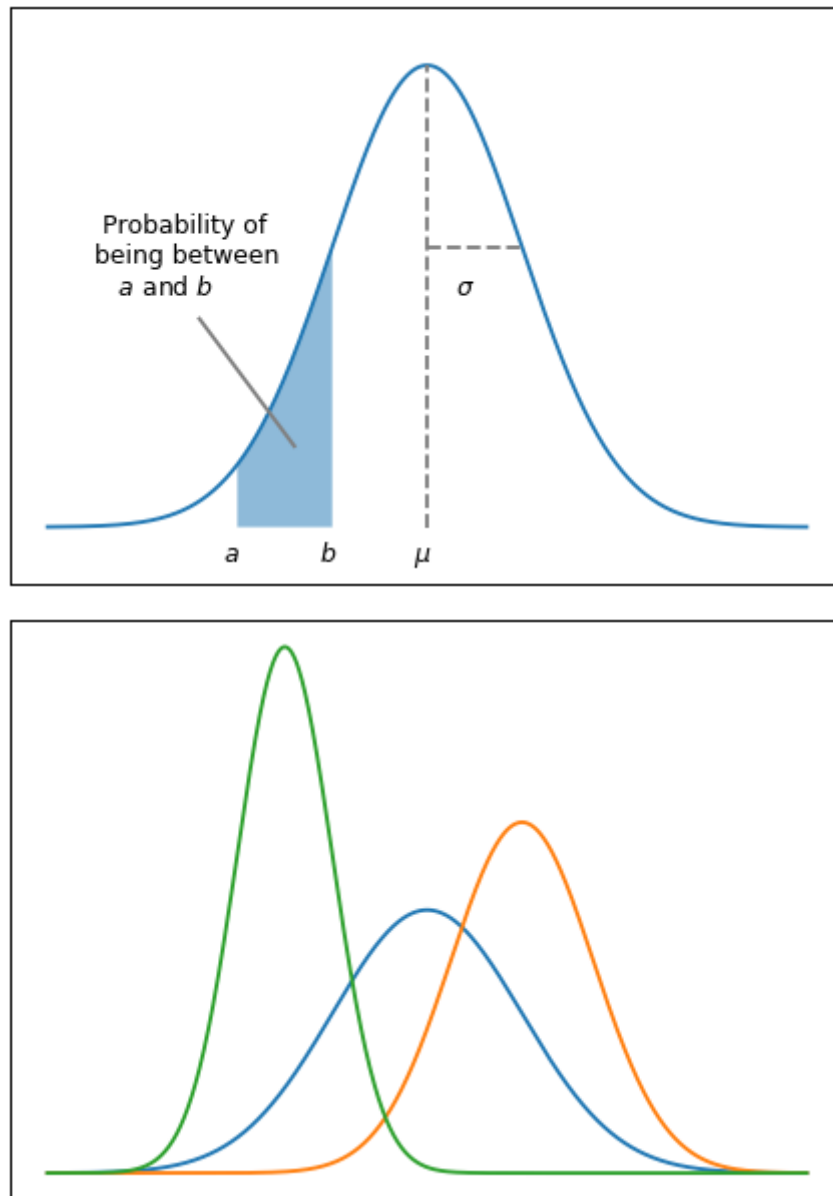 Probability of
being between
a and b
σ
a b μ